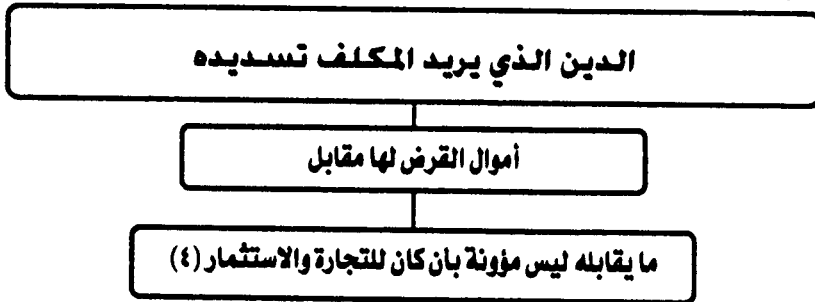 الدين الذي يريد المكلف تسديده
أموال القرض لها مقابل
ما يقابله ليس مؤونة بان كان للتجارة والاستثمار (٤)